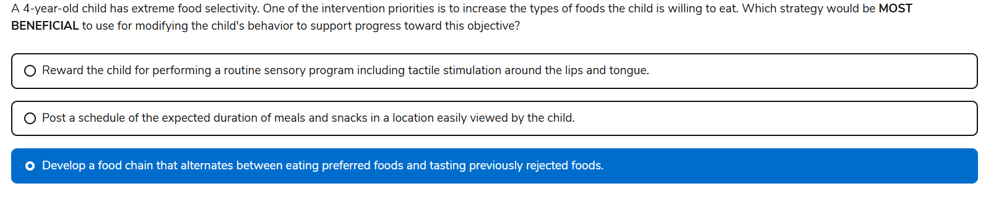 A 4-year-old child has extreme food selectivity. One of the intervention priorities is to increase the types of foods the child is willing to eat. Which strategy would be MOST
BENEFICIAL to use for modifying the child's behavior to support progress toward this objective?
Reward the child for performing a routine sensory program including tactile stimulation around the lips and tongue.
Post a schedule of the expected duration of meals and snacks in a location easily viewed by the child.
Develop a food chain that alternates between eating preferred foods and tasting previously rejected foods.